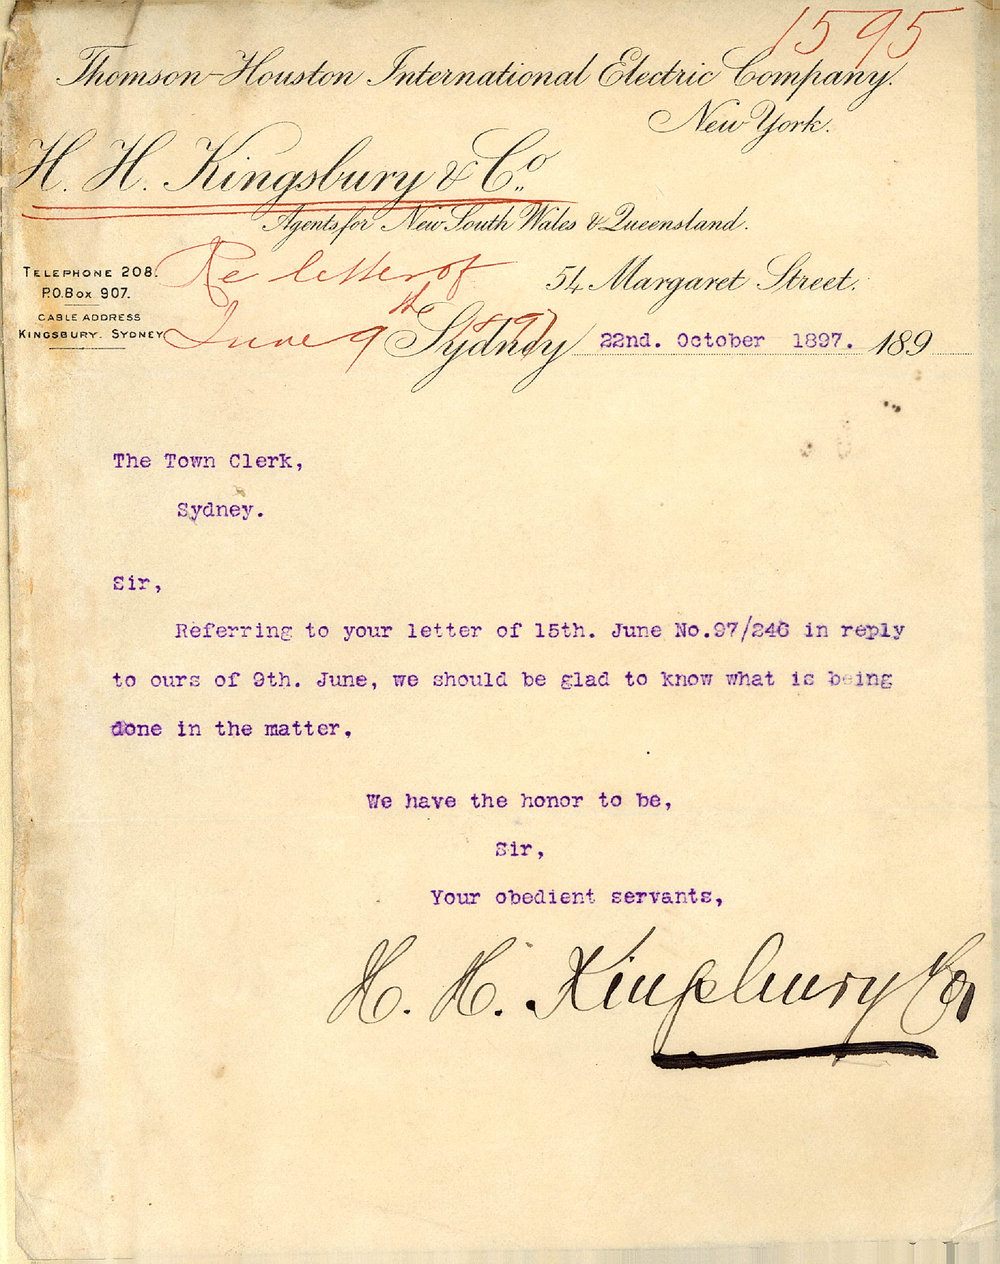 1595
Thomson-Houston International Electric Company.
New York.
H. H. Kingsbury & Co.
Agents for New South Wales & Queensland.
TELEPHONE 208.
P.O. Box 907.
CABLE ADDRESS
KINGSBURY. SYDNEY
Re letter of
June 9th 1897
54 Margaret Street.
Sydney 22nd. October 1897. 189
The Town Clerk,
Sydney.
Sir,
Referring to your letter of 15th. June No.97/246 in reply
to ours of 9th. June, we should be glad to know what is being
done in the matter.
We have the honor to be,
Sir,
Your obedient servants,
H. H. Kingsbury & Co